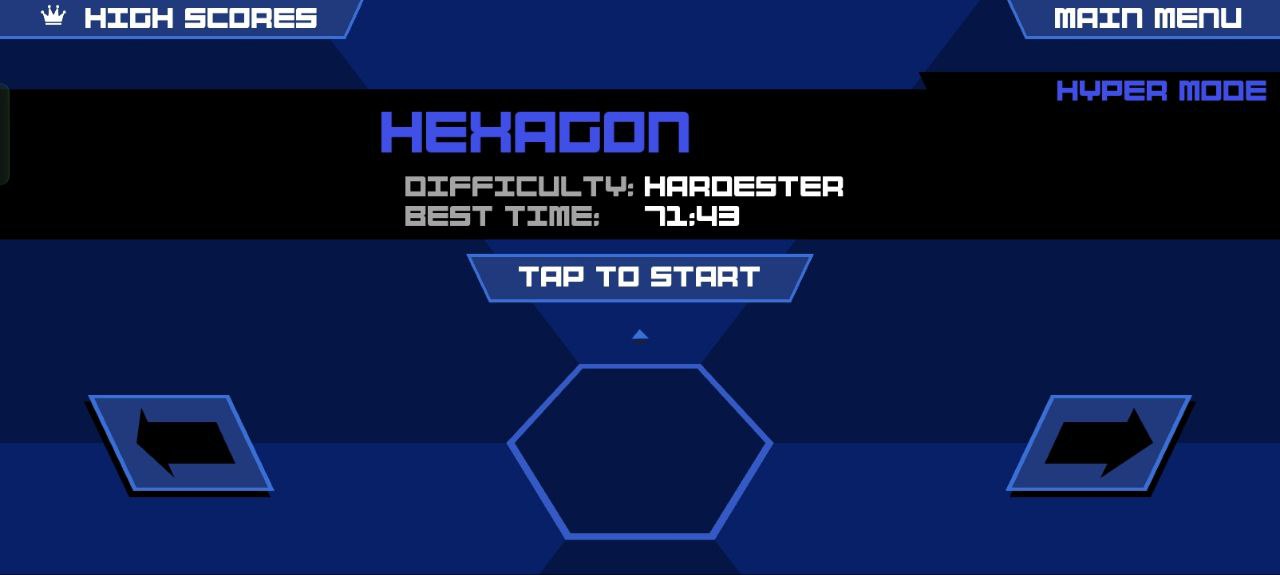 HIGH SCORES
MAIN MENU
HYPER MODE
HEXAGON
DIFFICULTY: HARDESTER
BEST TIME: 71:43
TAP TO START